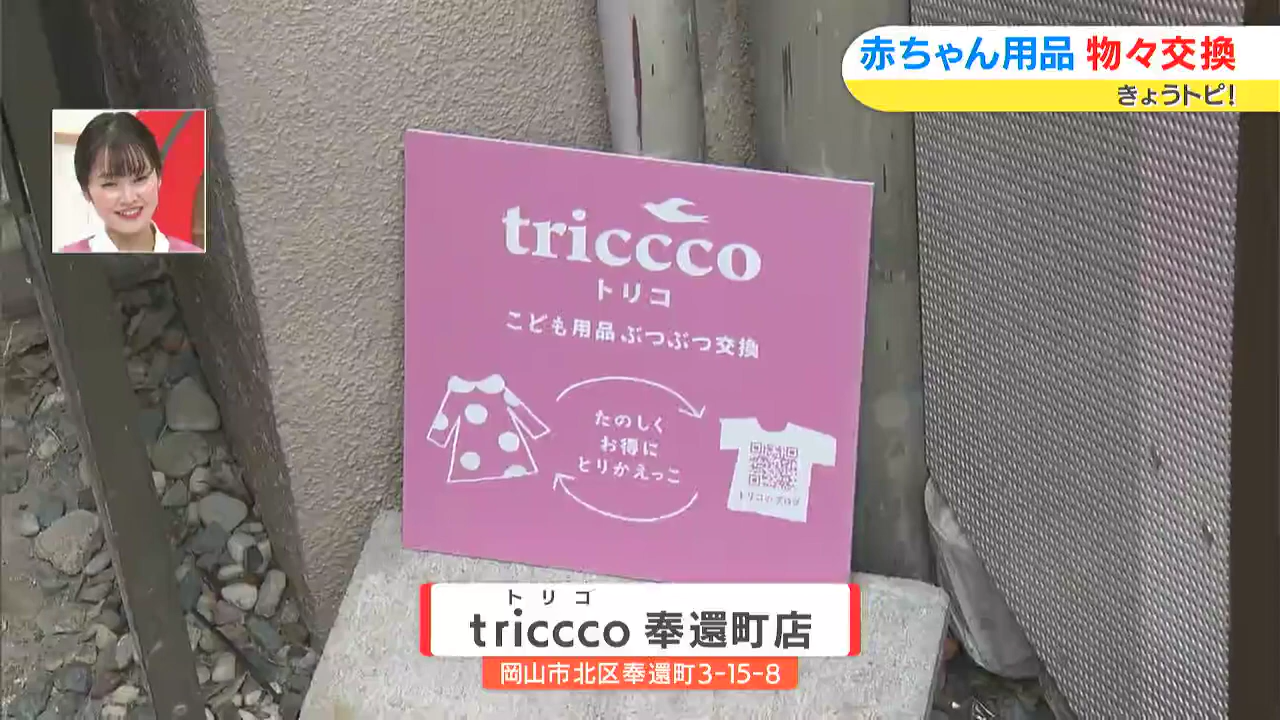 赤ちゃん用品 物々交換
きょうトピ!
triccco
トリコ
こども用品 ぶつぶつ交換
たのしく
お得に
とりかえっこ
トリコのブログ
トリコ
triccco 奉還町店
岡山市北区奉還町3-15-8